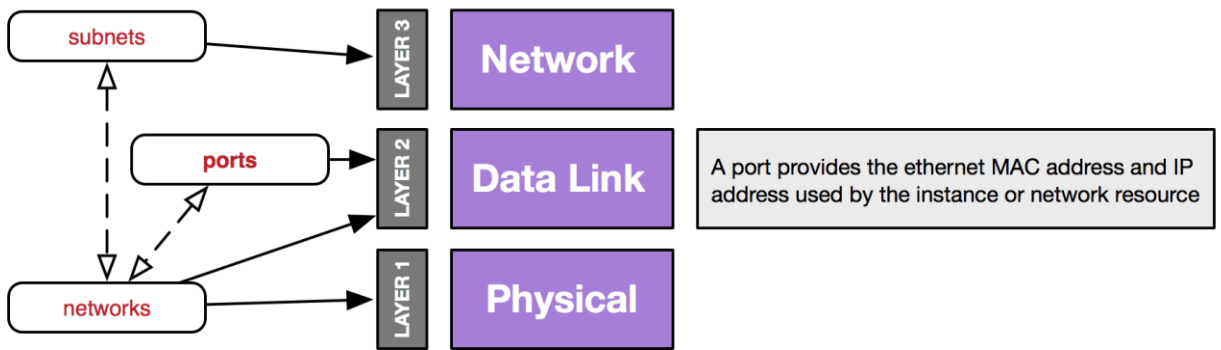 subnets
LAYER 3
Network
ports
LAYER 2
Data Link
A port provides the ethernet MAC address and IP
address used by the instance or network resource
networks
LAYER 1
Physical